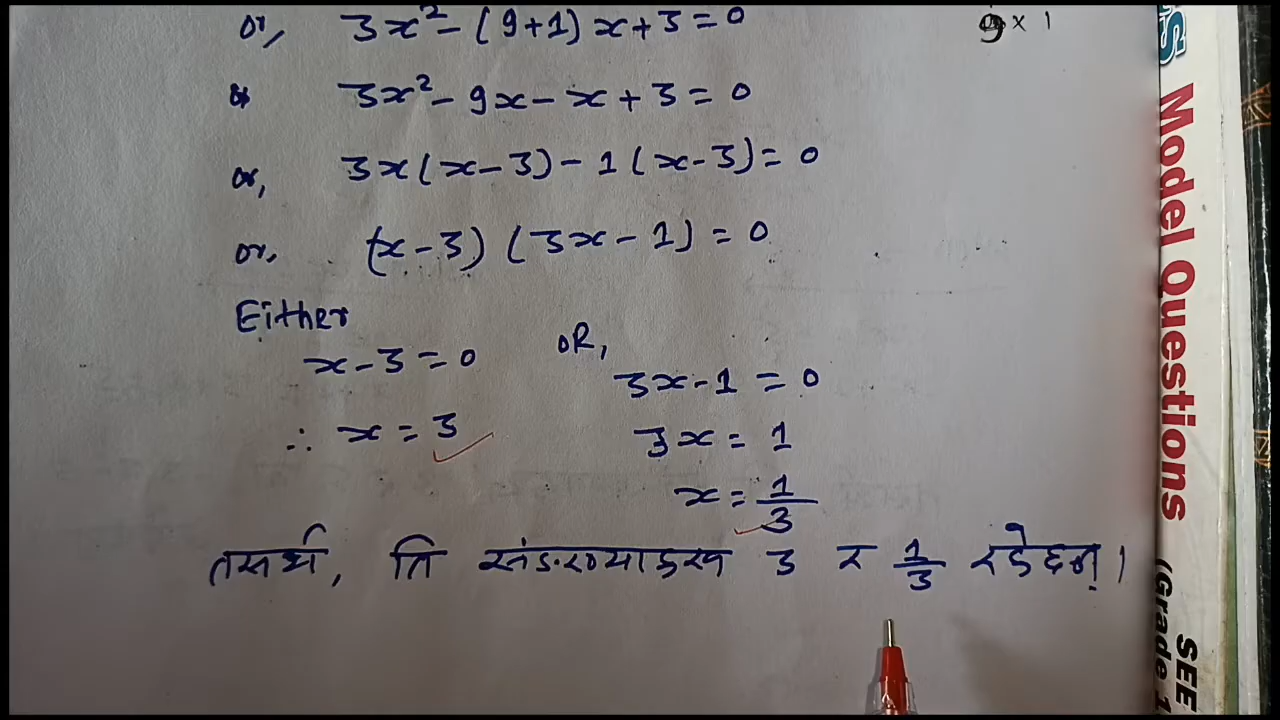 or, 3x² - (9+1) x + 3 = 0
9 × 1
or 3x² - 9x - x + 3 = 0
or, 3x (x - 3) - 1 (x - 3) = 0
or, (x - 3) (3x - 1) = 0
Either
x - 3 = 0
OR,
3x - 1 = 0
∴ x = 3
3x = 1
x = 1/3
तसर्थ, ति 3 र 1/3 रहेछन् ।
Model Questions
SEE
(Grade 1